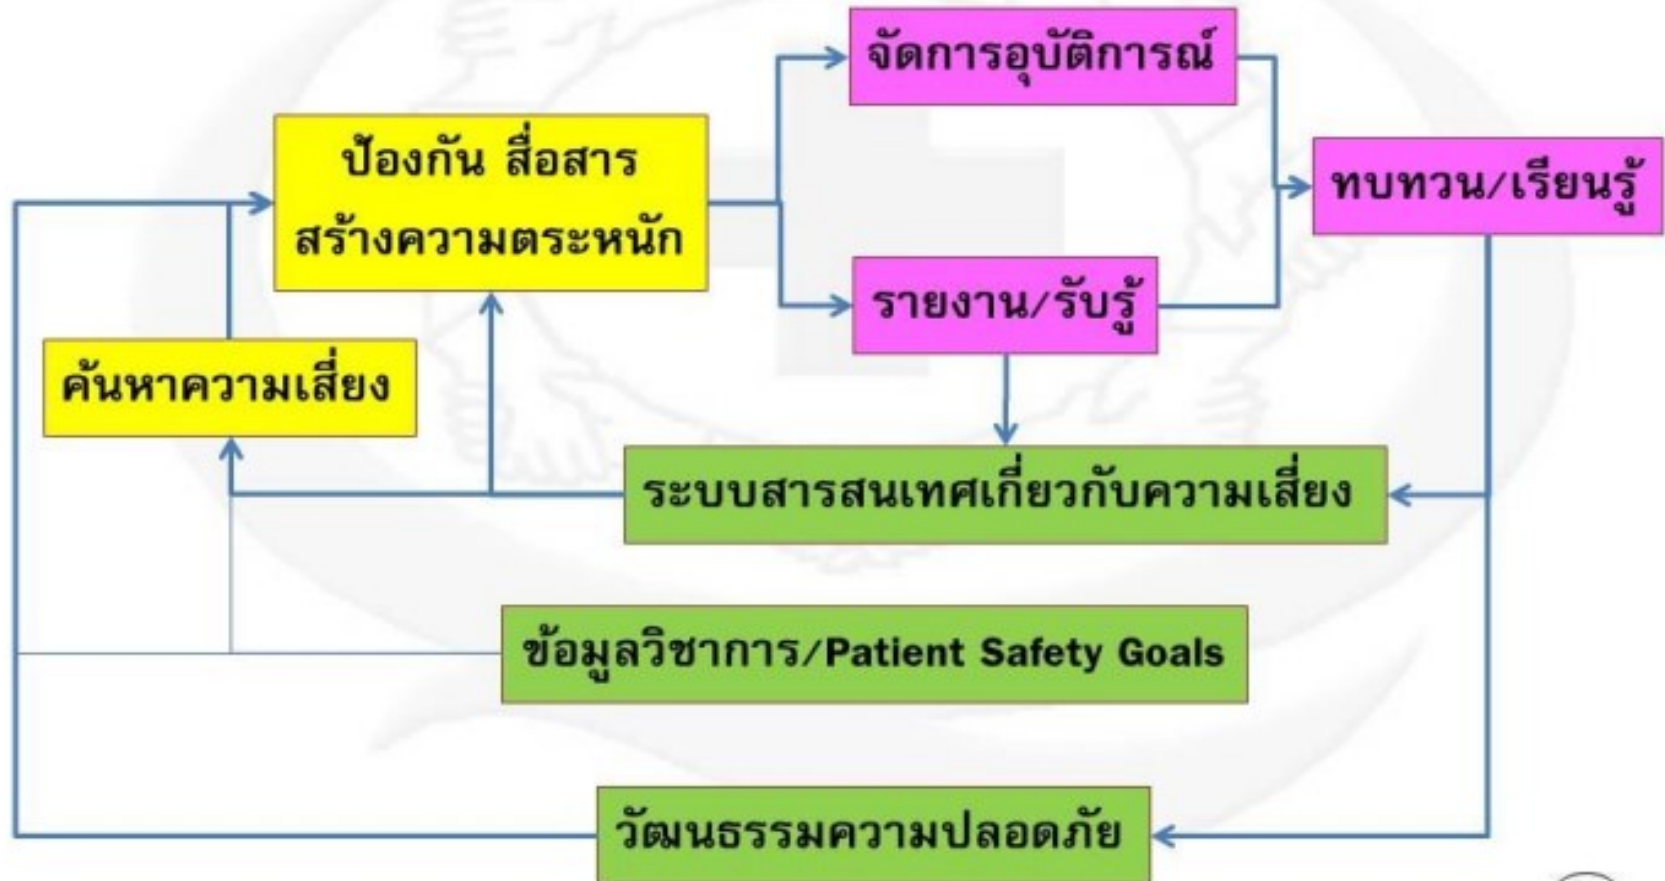 จัดการอุบัติการณ์
ป้องกัน สื่อสาร
สร้างความตระหนัก
ทบทวน/เรียนรู้
รายงาน/รับรู้
ค้นหาความเสี่ยง
ระบบสารสนเทศเกี่ยวกับความเสี่ยง
ข้อมูลวิชาการ/Patient Safety Goals
วัฒนธรรมความปลอดภัย